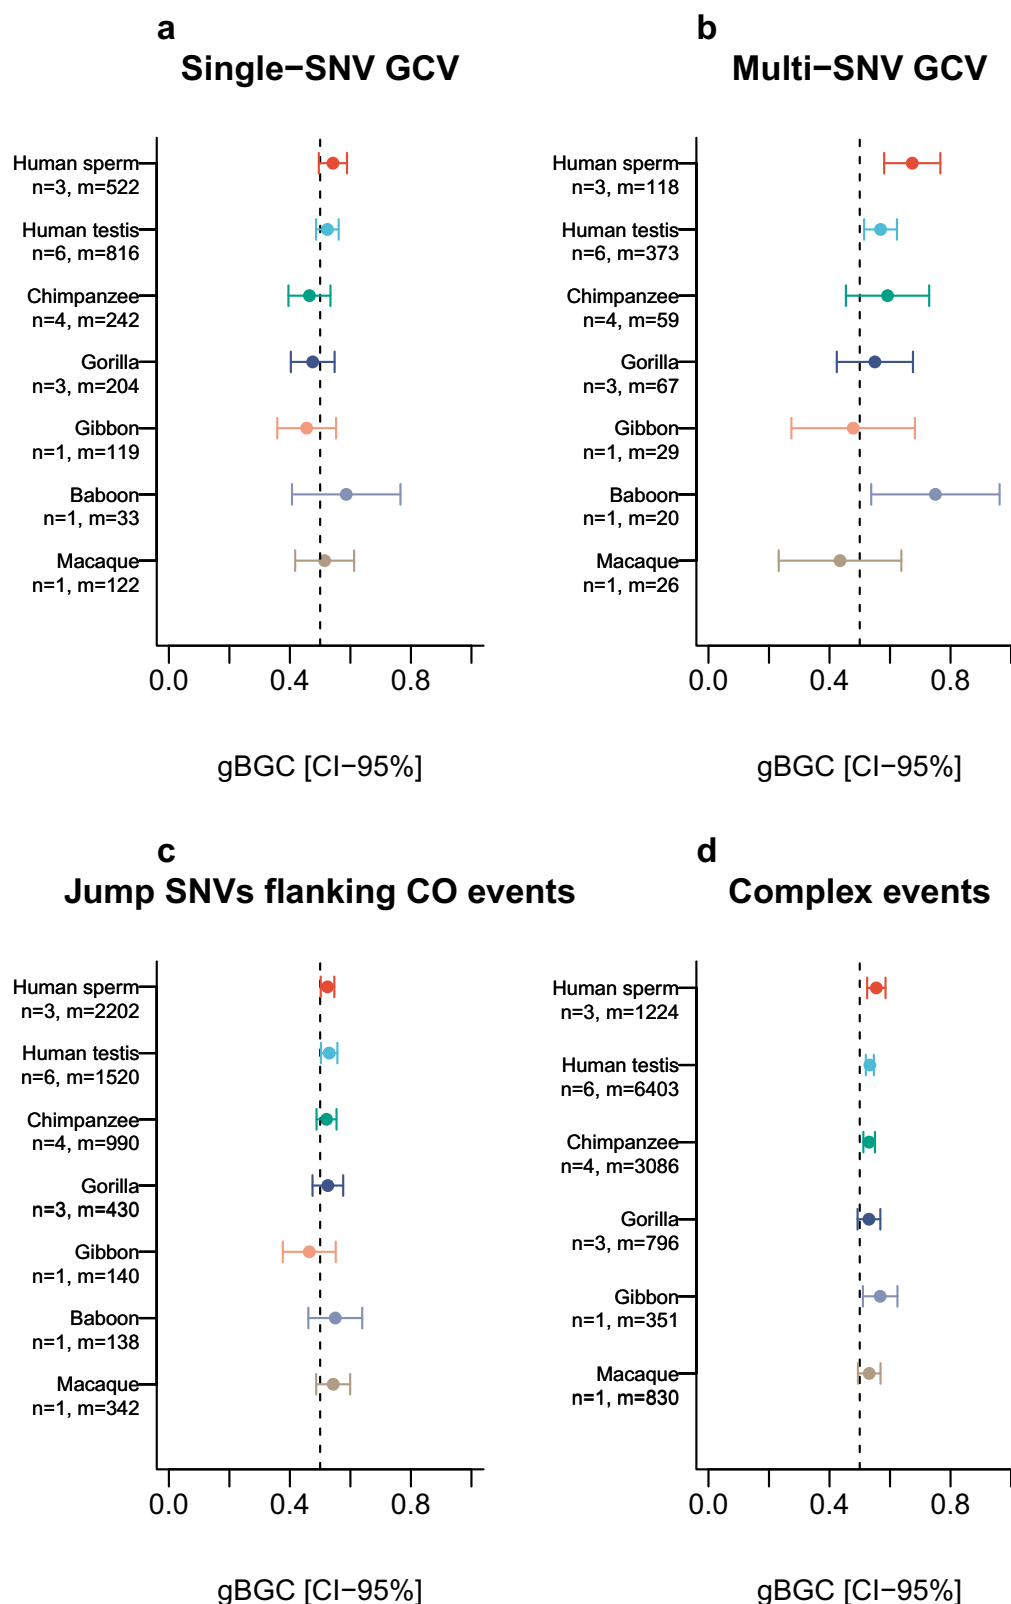 a
Single−SNV GCV
Human sperm
n=3, m=522
Human testis
n=6, m=816
Chimpanzee
n=4, m=242
Gorilla
n=3, m=204
Gibbon
n=1, m=119
Baboon
n=1, m=33
Macaque
n=1, m=122
0.0 0.4 0.8
gBGC [CI−95%]
b
Multi−SNV GCV
Human sperm
n=3, m=118
Human testis
n=6, m=373
Chimpanzee
n=4, m=59
Gorilla
n=3, m=67
Gibbon
n=1, m=29
Baboon
n=1, m=20
Macaque
n=1, m=26
0.0 0.4 0.8
gBGC [CI−95%]
c
Jump SNVs flanking CO events
Human sperm
n=3, m=2202
Human testis
n=6, m=1520
Chimpanzee
n=4, m=990
Gorilla
n=3, m=430
Gibbon
n=1, m=140
Baboon
n=1, m=138
Macaque
n=1, m=342
0.0 0.4 0.8
gBGC [CI−95%]
d
Complex events
Human sperm
n=3, m=1224
Human testis
n=6, m=6403
Chimpanzee
n=4, m=3086
Gorilla
n=3, m=796
Gibbon
n=1, m=351
Macaque
n=1, m=830
0.0 0.4 0.8
gBGC [CI−95%]